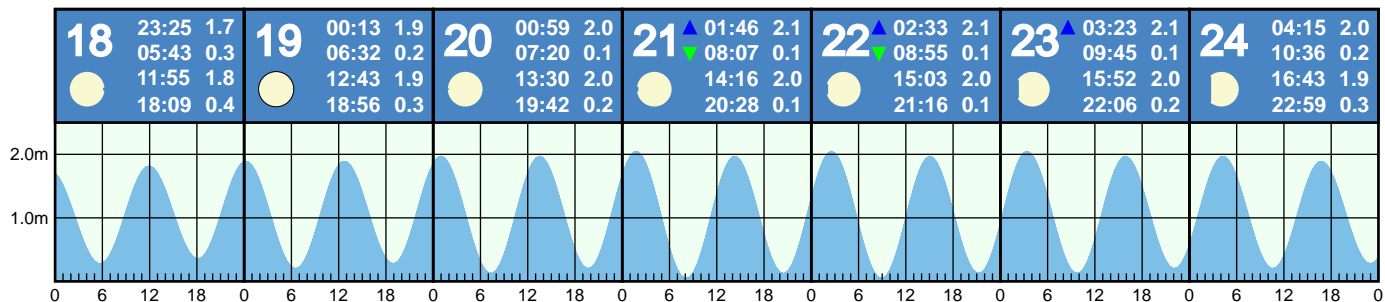 18 23:25 1.7
05:43 0.3
11:55 1.8
18:09 0.4
19 00:13 1.9
06:32 0.2
12:43 1.9
18:56 0.3
20 00:59 2.0
07:20 0.1
13:30 2.0
19:42 0.2
21 ▲ 01:46 2.1
▼ 08:07 0.1
14:16 2.0
20:28 0.1
22 ▲ 02:33 2.1
▼ 08:55 0.1
15:03 2.0
21:16 0.1
23 ▲ 03:23 2.1
09:45 0.1
15:52 2.0
22:06 0.2
24 04:15 2.0
10:36 0.2
16:43 1.9
22:59 0.3
2.0m
1.0m
0 6 12 18 0 6 12 18 0 6 12 18 0 6 12 18 0 6 12 18 0 6 12 18 0 6 12 18 0